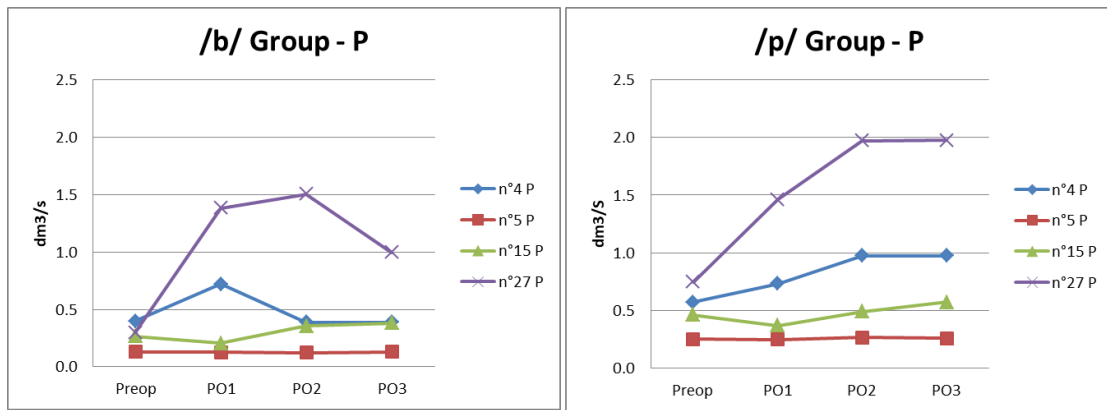 /b/ Group - P
2.5
2.0
1.5
1.0
0.5
0.0
dm3/s
Preop PO1 PO2 PO3
n°4 P
n°5 P
n°15 P
n°27 P
/p/ Group - P
2.5
2.0
1.5
1.0
0.5
0.0
dm3/S
Preop PO1 PO2 PO3
n°4 P
n°5 P
n°15 P
n°27 P